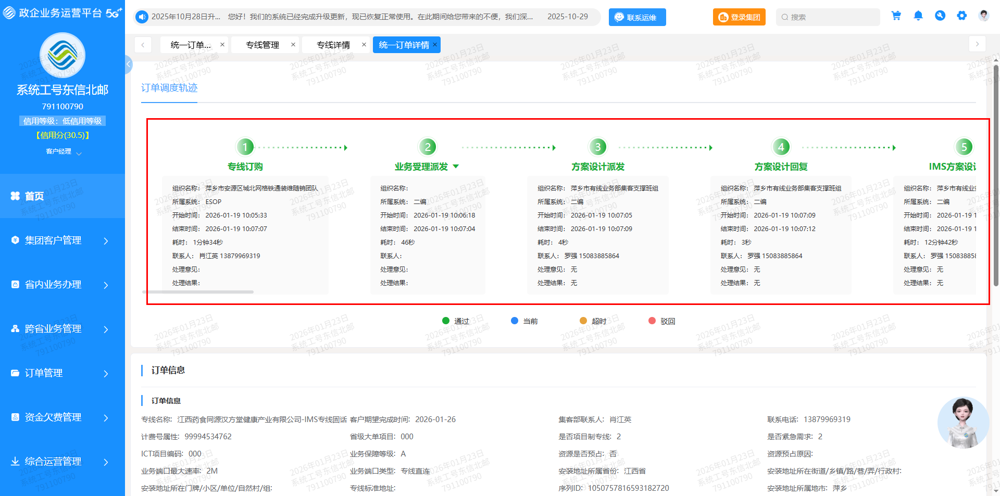 政企业务运营平台 5G++
2025年10月28日升... 您好！我们的系统已经完成升级更新，现已恢复正常使用。在此期间给您带来的不便，我们深... 2025-10-29
联系运维
登录集团
搜索
统一订单... ×
专线管理 ×
专线详情 ×
统一订单详情 ×
系统工号东信北邮
791100790
信用等级：低信用等级
【信用分(30.5)】
客户经理
首页
集团客户管理
省内业务办理
跨省业务管理
订单管理
资金欠费管理
综合运营管理
订单调度轨迹
1
专线订购
组织名称： 萍乡市安源区城北网格铁通装维随销团队
所属系统： ESOP
开始时间： 2026-01-19 10:05:33
结束时间： 2026-01-19 10:07:07
耗时： 1分钟34秒
联系人： 肖江英 13879969319
处理意见：
处理结果：
2
业务受理派发
组织名称：
所属系统： 二编
开始时间： 2026-01-19 10:06:18
结束时间： 2026-01-19 10:07:04
耗时： 46秒
联系人：
处理意见：
处理结果：
3
方案设计派发
组织名称： 萍乡市有线业务部集客支撑班组
所属系统： 二编
开始时间： 2026-01-19 10:07:05
结束时间： 2026-01-19 10:07:09
耗时： 4秒
联系人： 罗强 15083885864
处理意见： 无
处理结果： 无
4
方案设计回复
组织名称： 萍乡市有线业务部集客支撑班组
所属系统： 二编
开始时间： 2026-01-19 10:07:09
结束时间： 2026-01-19 10:07:12
耗时： 3秒
联系人： 罗强 15083885864
处理意见： 无
处理结果： 无
5
IMS方案设
组织名称： 萍乡市有线业
所属系统： 二编
开始时间： 2026-01-19 1
结束时间： 2026-01-19 1
耗时： 12分钟42秒
联系人： 罗强 150838858
处理意见： 无
处理结果： 无
通过 当前 超时 驳回
订单信息
订单信息
专线名称: 江西药食同源汉方堂健康产业有限公司-IMS专线固话 客户期望完成时间: 2026-01-26 集客部联系人: 肖江英 联系电话: 13879969319
计费号属性: 99994534762 省级大单项目: 000 是否项目制专线: 2 是否紧急需求: 2
ICT项目编码: 000 业务保障等级: A 资源是否预占: 否 资源预占原因:
业务端口最大速率: 2M 业务端口类型: 专线直连 安装地址所属省份: 江西省 安装地址所在街道/乡镇/路/巷/弄/行政村:
安装地址所在门牌/小区/单位/自然村/组: 专线标准地址: 序列ID: 1050757816593182720 安装地址所属地市: 萍乡
2026年01月23日
系统工号东信北邮
791100790